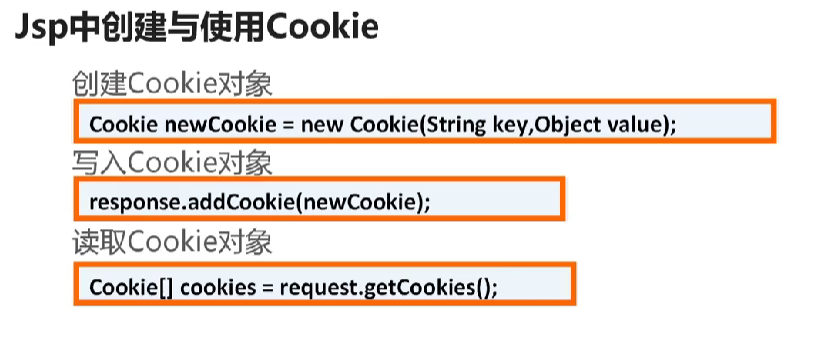 Jsp中创建与使用Cookie
创建Cookie对象
Cookie newCookie = new Cookie(String key,Object value);
写入Cookie对象
response.addCookie(newCookie);
读取Cookie对象
Cookie[] cookies = request.getCookies();